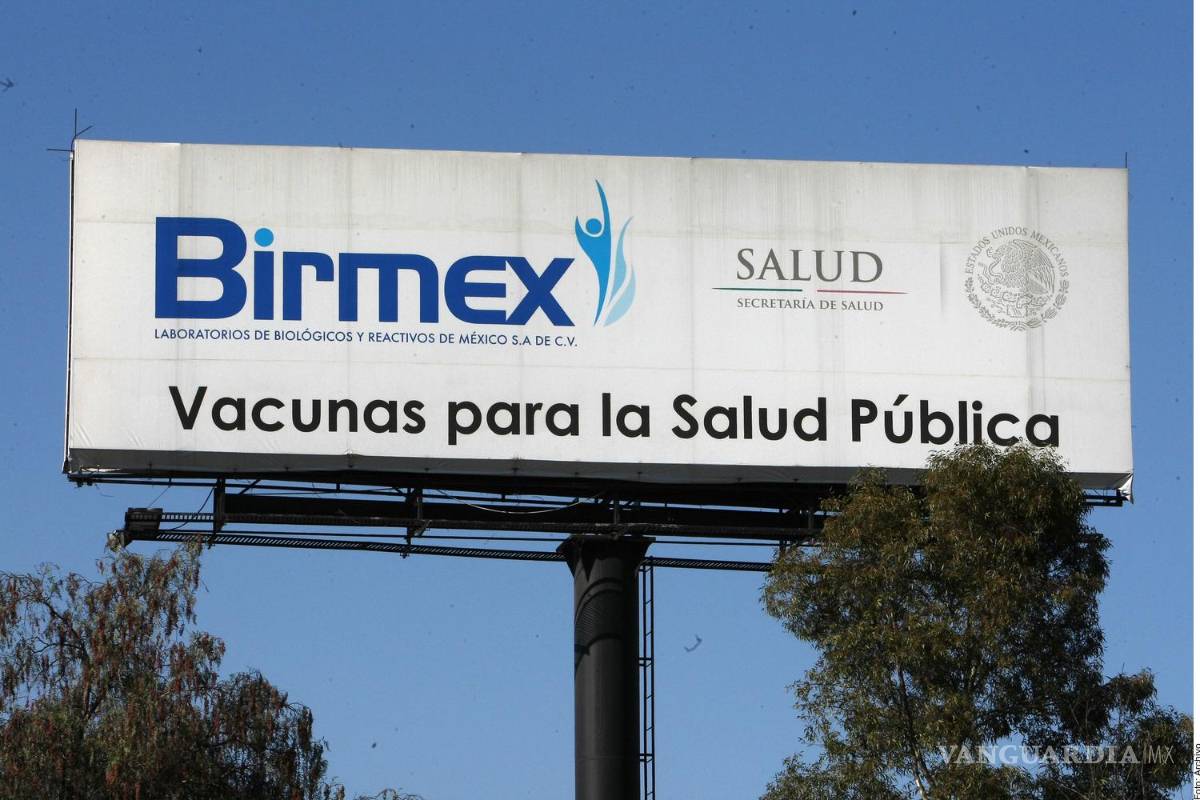 Birmex
LABORATORIOS DE BIOLÓGICOS Y REACTIVOS DE MÉXICO S.A DE C.V.
SALUD
SECRETARÍA DE SALUD
ESTADOS UNIDOS MEXICANOS
Vacunas para la Salud Pública
VANGUARDIA MX
Foto: Archivo